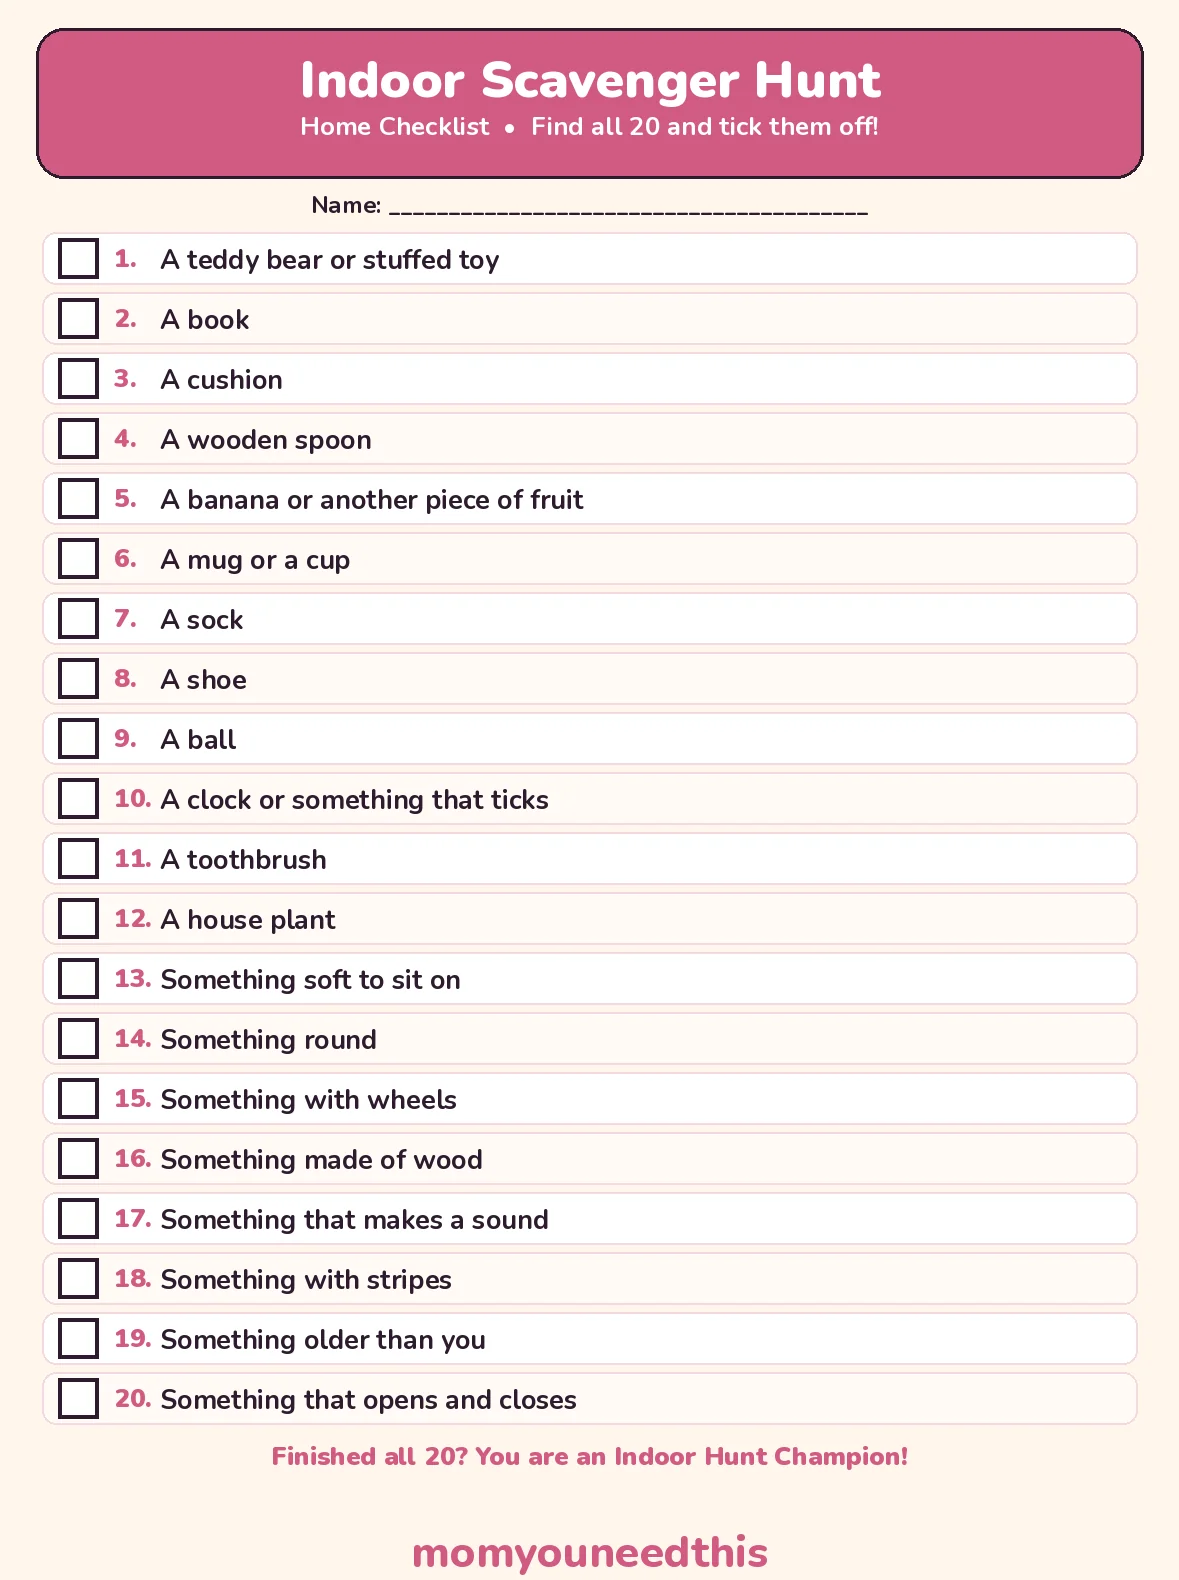 Indoor Scavenger Hunt
Home Checklist • Find all 20 and tick them off!
Name: ________________________________________
1. A teddy bear or stuffed toy
2. A book
3. A cushion
4. A wooden spoon
5. A banana or another piece of fruit
6. A mug or a cup
7. A sock
8. A shoe
9. A ball
10. A clock or something that ticks
11. A toothbrush
12. A house plant
13. Something soft to sit on
14. Something round
15. Something with wheels
16. Something made of wood
17. Something that makes a sound
18. Something with stripes
19. Something older than you
20. Something that opens and closes
Finished all 20? You are an Indoor Hunt Champion!
momyouneedthis